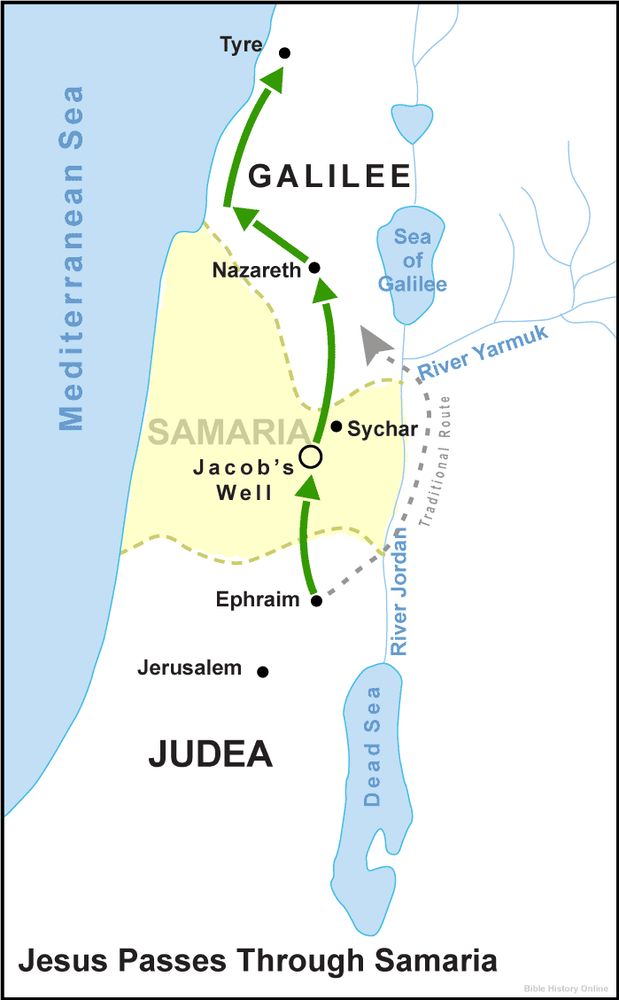 Tyre
Mediterranean Sea
GALILEE
Sea
of
Galilee
Nazareth
River Yarmuk
Traditional Route
SAMARIA
Sychar
Jacob's
Well
River Jordan
Ephraim
Jerusalem
JUDEA
Dead Sea
Jesus Passes Through Samaria
Bible History Online